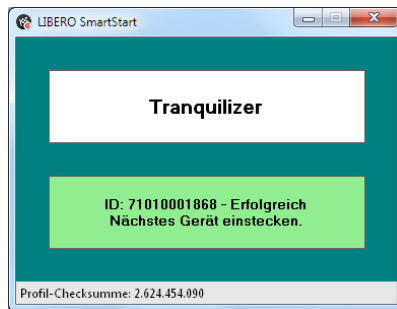 LIBERO SmartStart
Tranquilizer
ID: 71010001868 - Erfolgreich
Nächstes Gerät einstecken.
Profil-Checksumme: 2.624.454.090